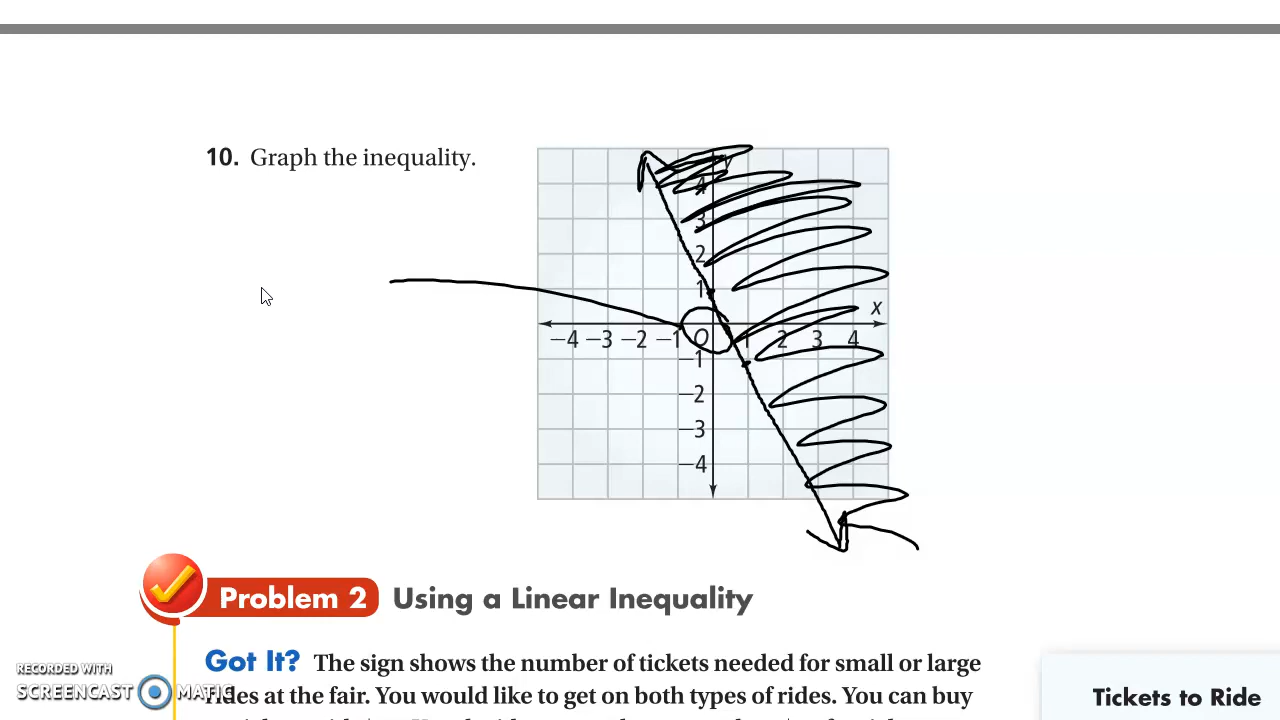 10. Graph the inequality.
y
4
3
2
1
x
−4 −3 −2 −1 O 1 2 3 4
−1
−2
−3
−4
Problem 2 Using a Linear Inequality
Got It? The sign shows the number of tickets needed for small or large
rides at the fair. You would like to get on both types of rides. You can buy
Tickets to Ride
RECORDED WITH
SCREENCAST MATIC